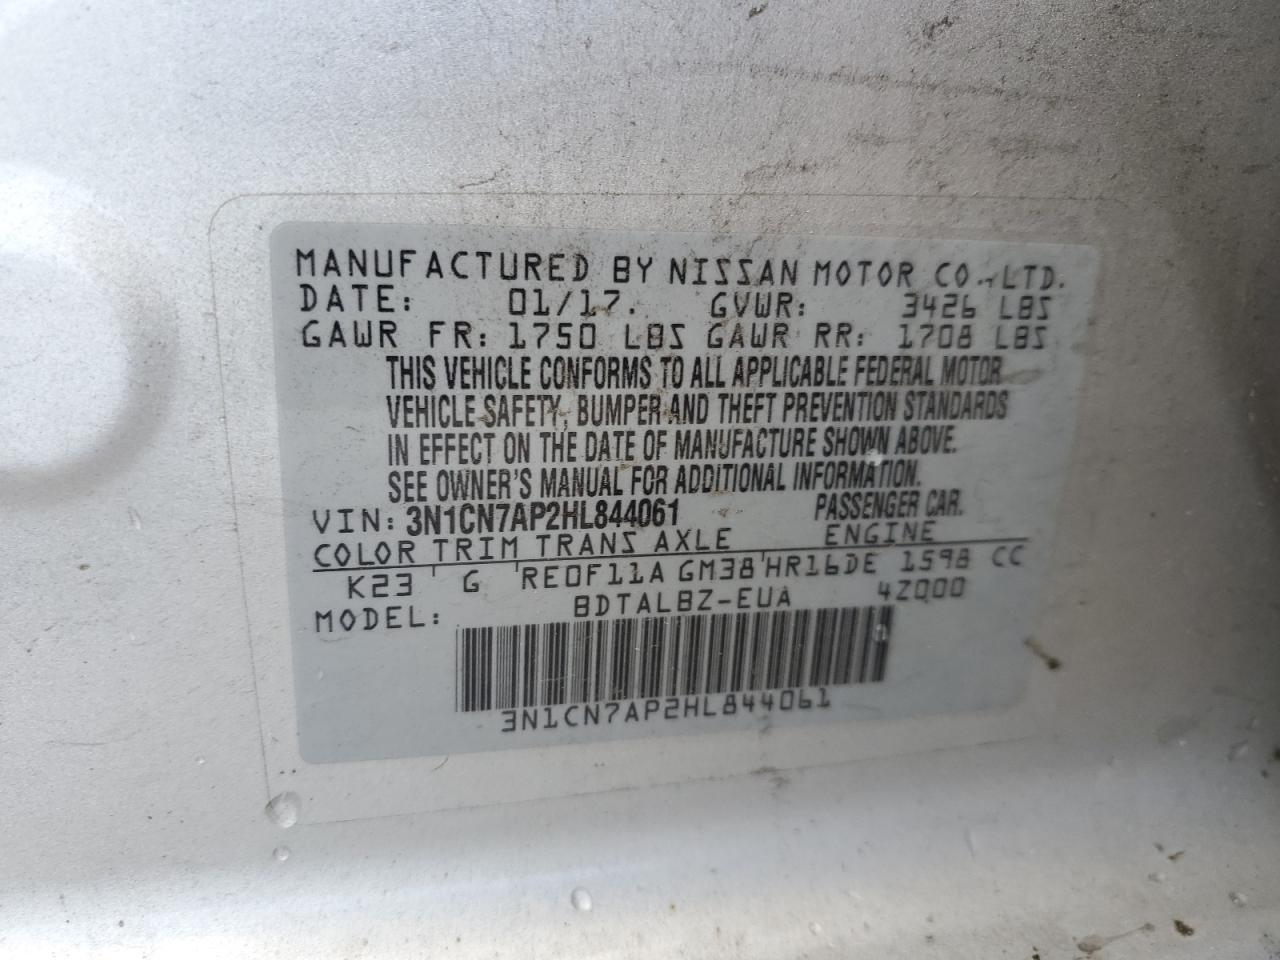 MANUFACTURED BY NISSAN MOTOR CO.,LTD.
DATE: 01/17. GVWR: 3426 LBS
GAWR FR: 1750 LBS GAWR RR: 1708 LBS
THIS VEHICLE CONFORMS TO ALL APPLICABLE FEDERAL MOTOR
VEHICLE SAFETY, BUMPER AND THEFT PREVENTION STANDARDS
IN EFFECT ON THE DATE OF MANUFACTURE SHOWN ABOVE.
SEE OWNER'S MANUAL FOR ADDITIONAL INFORMATION.
VIN: 3N1CN7AP2HL844061 PASSENGER CAR.
COLOR TRIM TRANS AXLE ENGINE
K23 G RE0F11A GM38 HR16DE 1598 CC
MODEL: BDTALBZ-EUA 4ZQ00
3N1CN7AP2HL844061